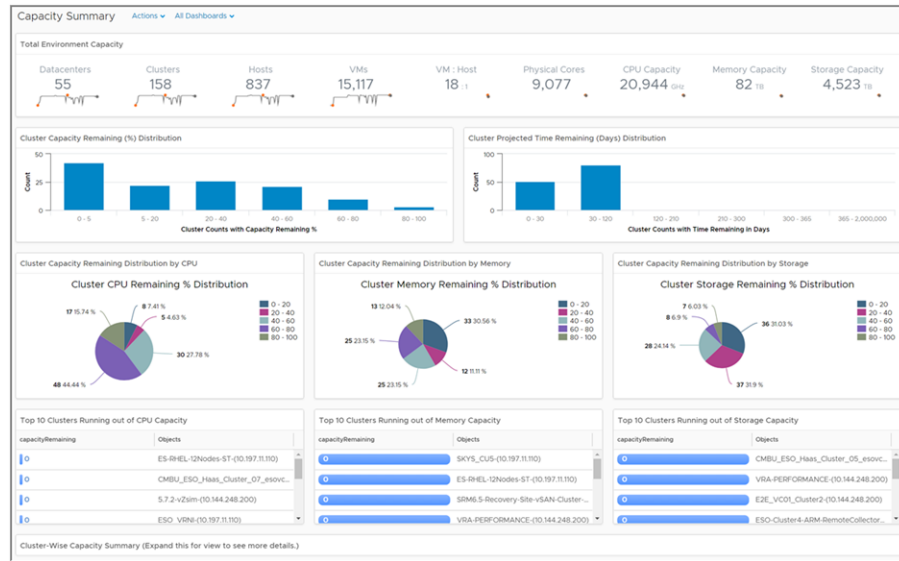 Capacity Summary Actions All Dashboards
Total Environment Capacity
Datacenters Clusters Hosts VMs VM : Host Physical Cores CPU Capacity Memory Capacity Storage Capacity
55 158 837 15,117 18 : 1 9,077 20,944 GHz 82 TB 4,523 TB
Cluster Capacity Remaining (%) Distribution
50
25
0
Count
0 - 5 5 - 20 20 - 40 40 - 60 60 - 80 80 - 100
Cluster Counts with Capacity Remaining %
Cluster Projected Time Remaining (Days) Distribution
100
50
0
Count
0 - 30 30 - 120 120 - 210 210 - 300 300 - 365 365 - 2,000,000
Cluster Counts with Time Remaining in Days
Cluster Capacity Remaining Distribution by CPU
Cluster CPU Remaining % Distribution
8 7.41 %
5 4.63 %
30 27.78 %
48 44.44 %
17 15.74 %
0 - 20
20 - 40
40 - 60
60 - 80
80 - 100
Cluster Capacity Remaining Distribution by Memory
Cluster Memory Remaining % Distribution
33 30.56 %
12 11.11 %
25 23.15 %
25 23.15 %
13 12.04 %
0 - 20
20 - 40
40 - 60
60 - 80
80 - 100
Cluster Capacity Remaining Distribution by Storage
Cluster Storage Remaining % Distribution
36 31.03 %
37 31.9 %
28 24.14 %
8 6.9 %
7 6.03 %
0 - 20
20 - 40
40 - 60
60 - 80
80 - 100
Top 10 Clusters Running out of CPU Capacity
capacityRemaining Objects
0 ES-RHEL-12Nodes-ST-(10.197.11.110)
0 CMBU_ESO_Haas_Cluster_07_esovc...
0 5.7.2-vZsim-(10.144.248.200)
0 ESO_VRNI-(10.197.11.110)
Top 10 Clusters Running out of Memory Capacity
capacityRemaining Objects
0 SKYS_CUS-(10.197.11.110)
0 ES-RHEL-12Nodes-ST-(10.197.11.110)
0 SRM6.5-Recovery-Site-vSAN-Cluster-...
0 VRA-PERFORMANCE-(10.144.248.200)
Top 10 Clusters Running out of Storage Capacity
capacityRemaining Objects
0 CMBU_ESO_Haas_Cluster_05_esovc...
0 VRA-PERFORMANCE-(10.144.248.200)
0 E2E_VC01_Cluster2-(10.144.248.200)
0 ESO-Cluster4-ARM-RemoteCollector...
Cluster-Wise Capacity Summary (Expand this for view to see more details.)